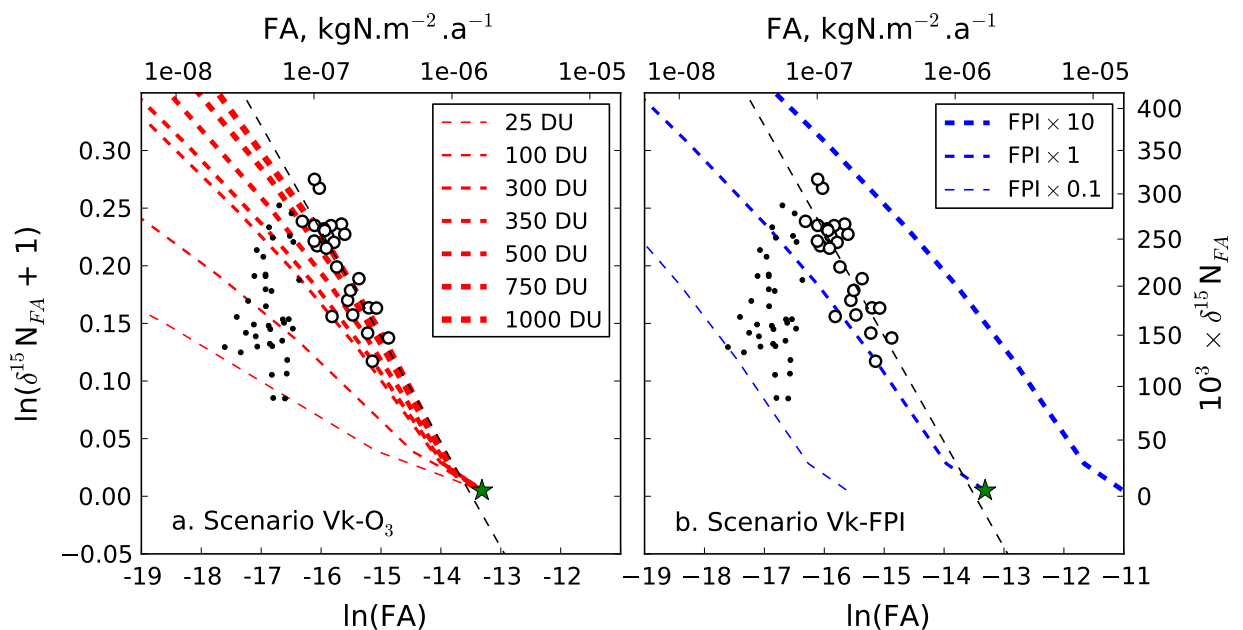 FA, kgN.m⁻².a⁻¹
FA, kgN.m⁻².a⁻¹
1e-08 1e-07 1e-06 1e-05
1e-08 1e-07 1e-06 1e-05
0.30
0.25
0.20
0.15
0.10
0.05
0.00
−0.05
ln(δ¹⁵N_FA + 1)
25 DU
100 DU
300 DU
350 DU
500 DU
750 DU
1000 DU
a. Scenario Vk-O₃
-19 -18 -17 -16 -15 -14 -13 -12
ln(FA)
FPI × 10
FPI × 1
FPI × 0.1
b. Scenario Vk-FPI
400
350
300
250
200
150
100
50
0
10³ × δ¹⁵N_FA
−19 −18 −17 −16 −15 −14 −13 −12 −11
ln(FA)